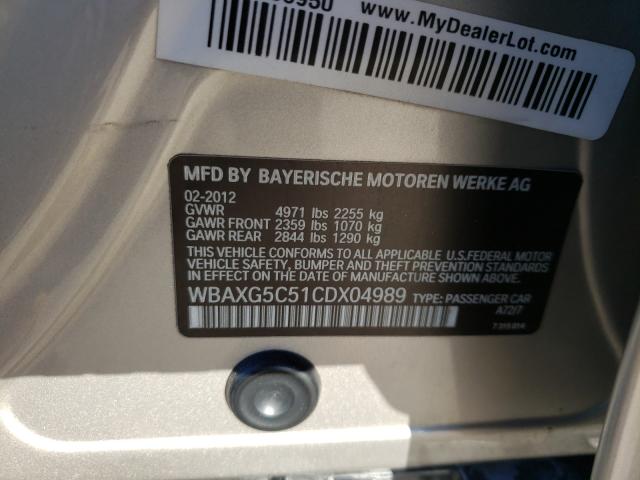 www.MyDealerLot.com
MFD BY BAYERISCHE MOTOREN WERKE AG
02-2012
GVWR 4971 lbs 2255 kg
GAWR FRONT 2359 lbs 1070 kg
GAWR REAR 2844 lbs 1290 kg
THIS VEHICLE CONFORMS TO ALL APPLICABLE U.S.FEDERAL MOTOR
VEHICLE SAFETY, BUMPER AND THEFT PREVENTION STANDARDS
IN EFFECT ON THE DATE OF MANUFACTURE SHOWN ABOVE.
WBAXG5C51CDX04989 TYPE: PASSENGER CAR
A72/7